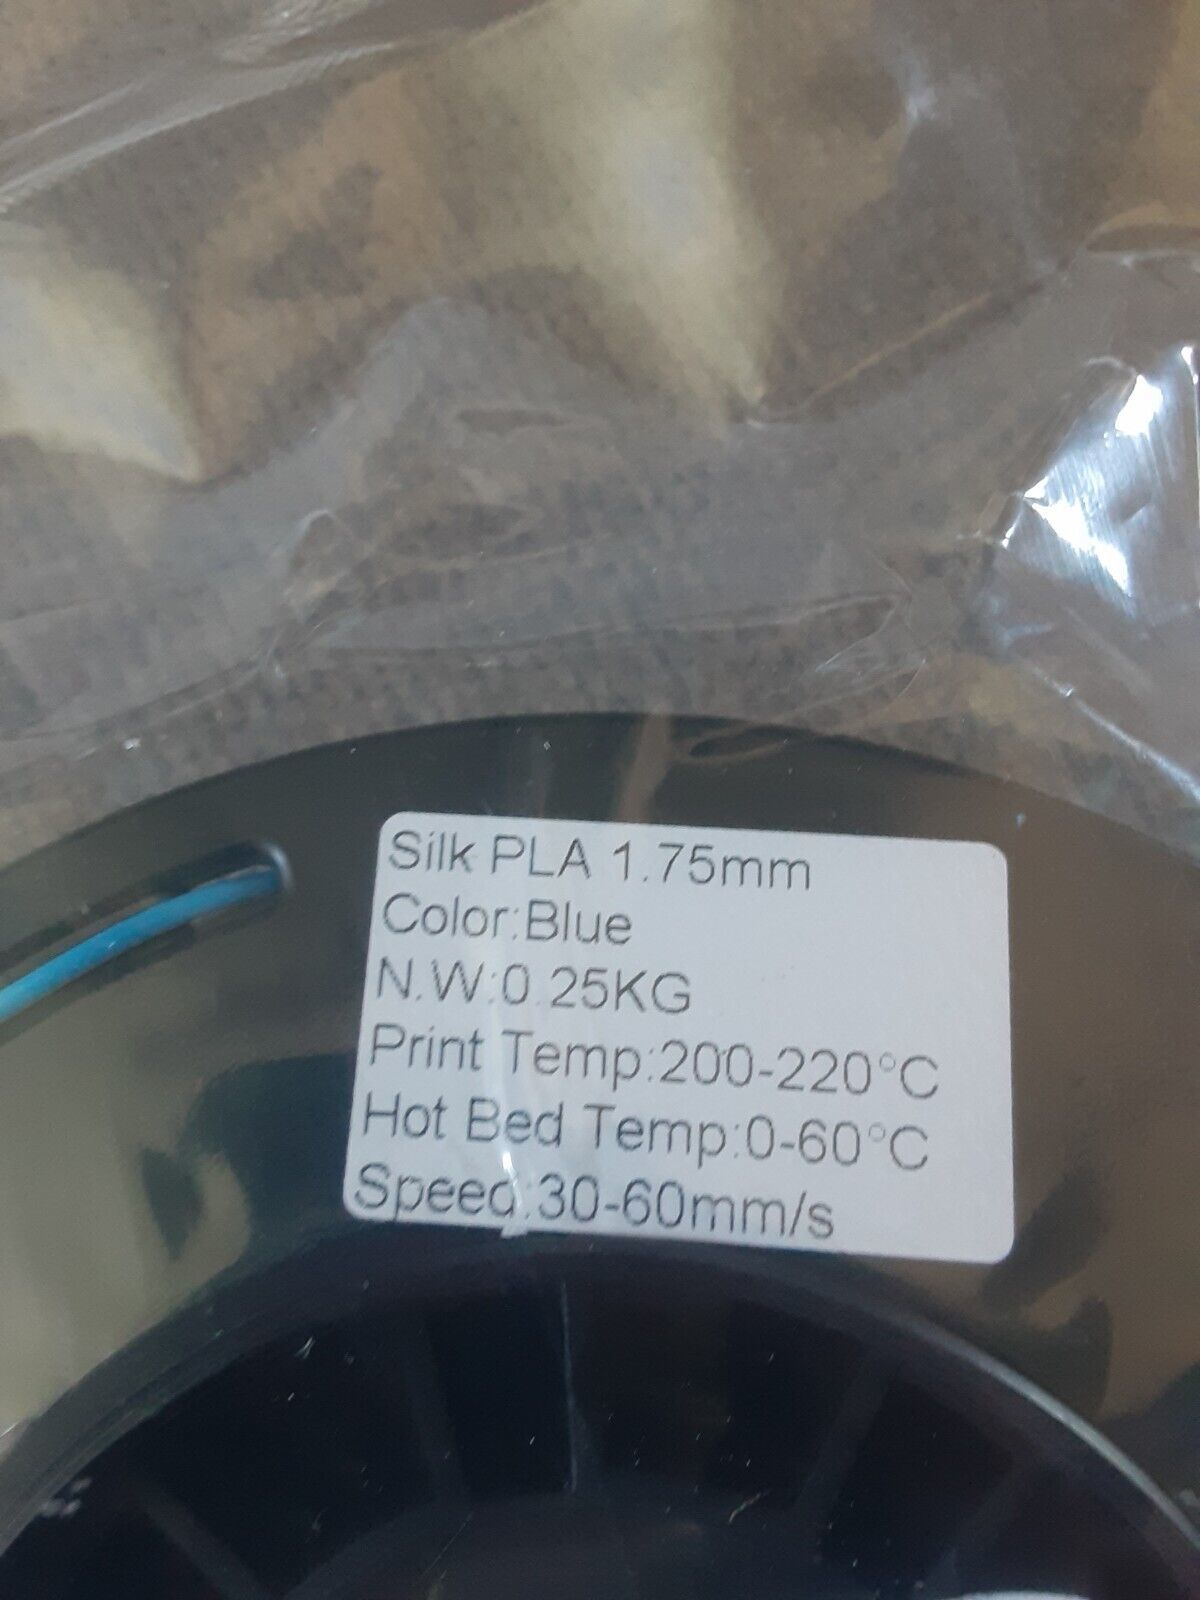 Silk PLA 1.75mm
Color:Blue
N.W:0.25KG
Print Temp:200-220°C
Hot Bed Temp:0-60°C
Speed:30-60mm/s